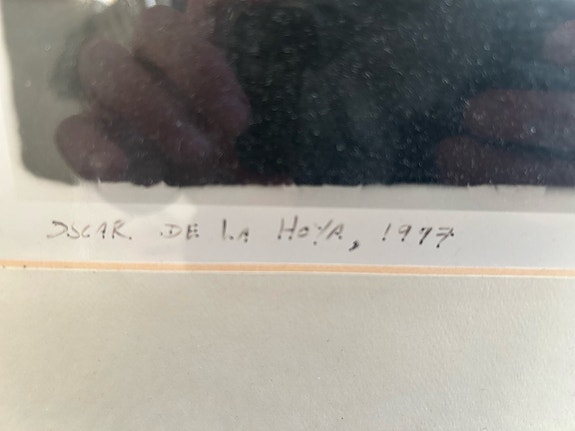 OSCAR DE LA HOYA, 1997